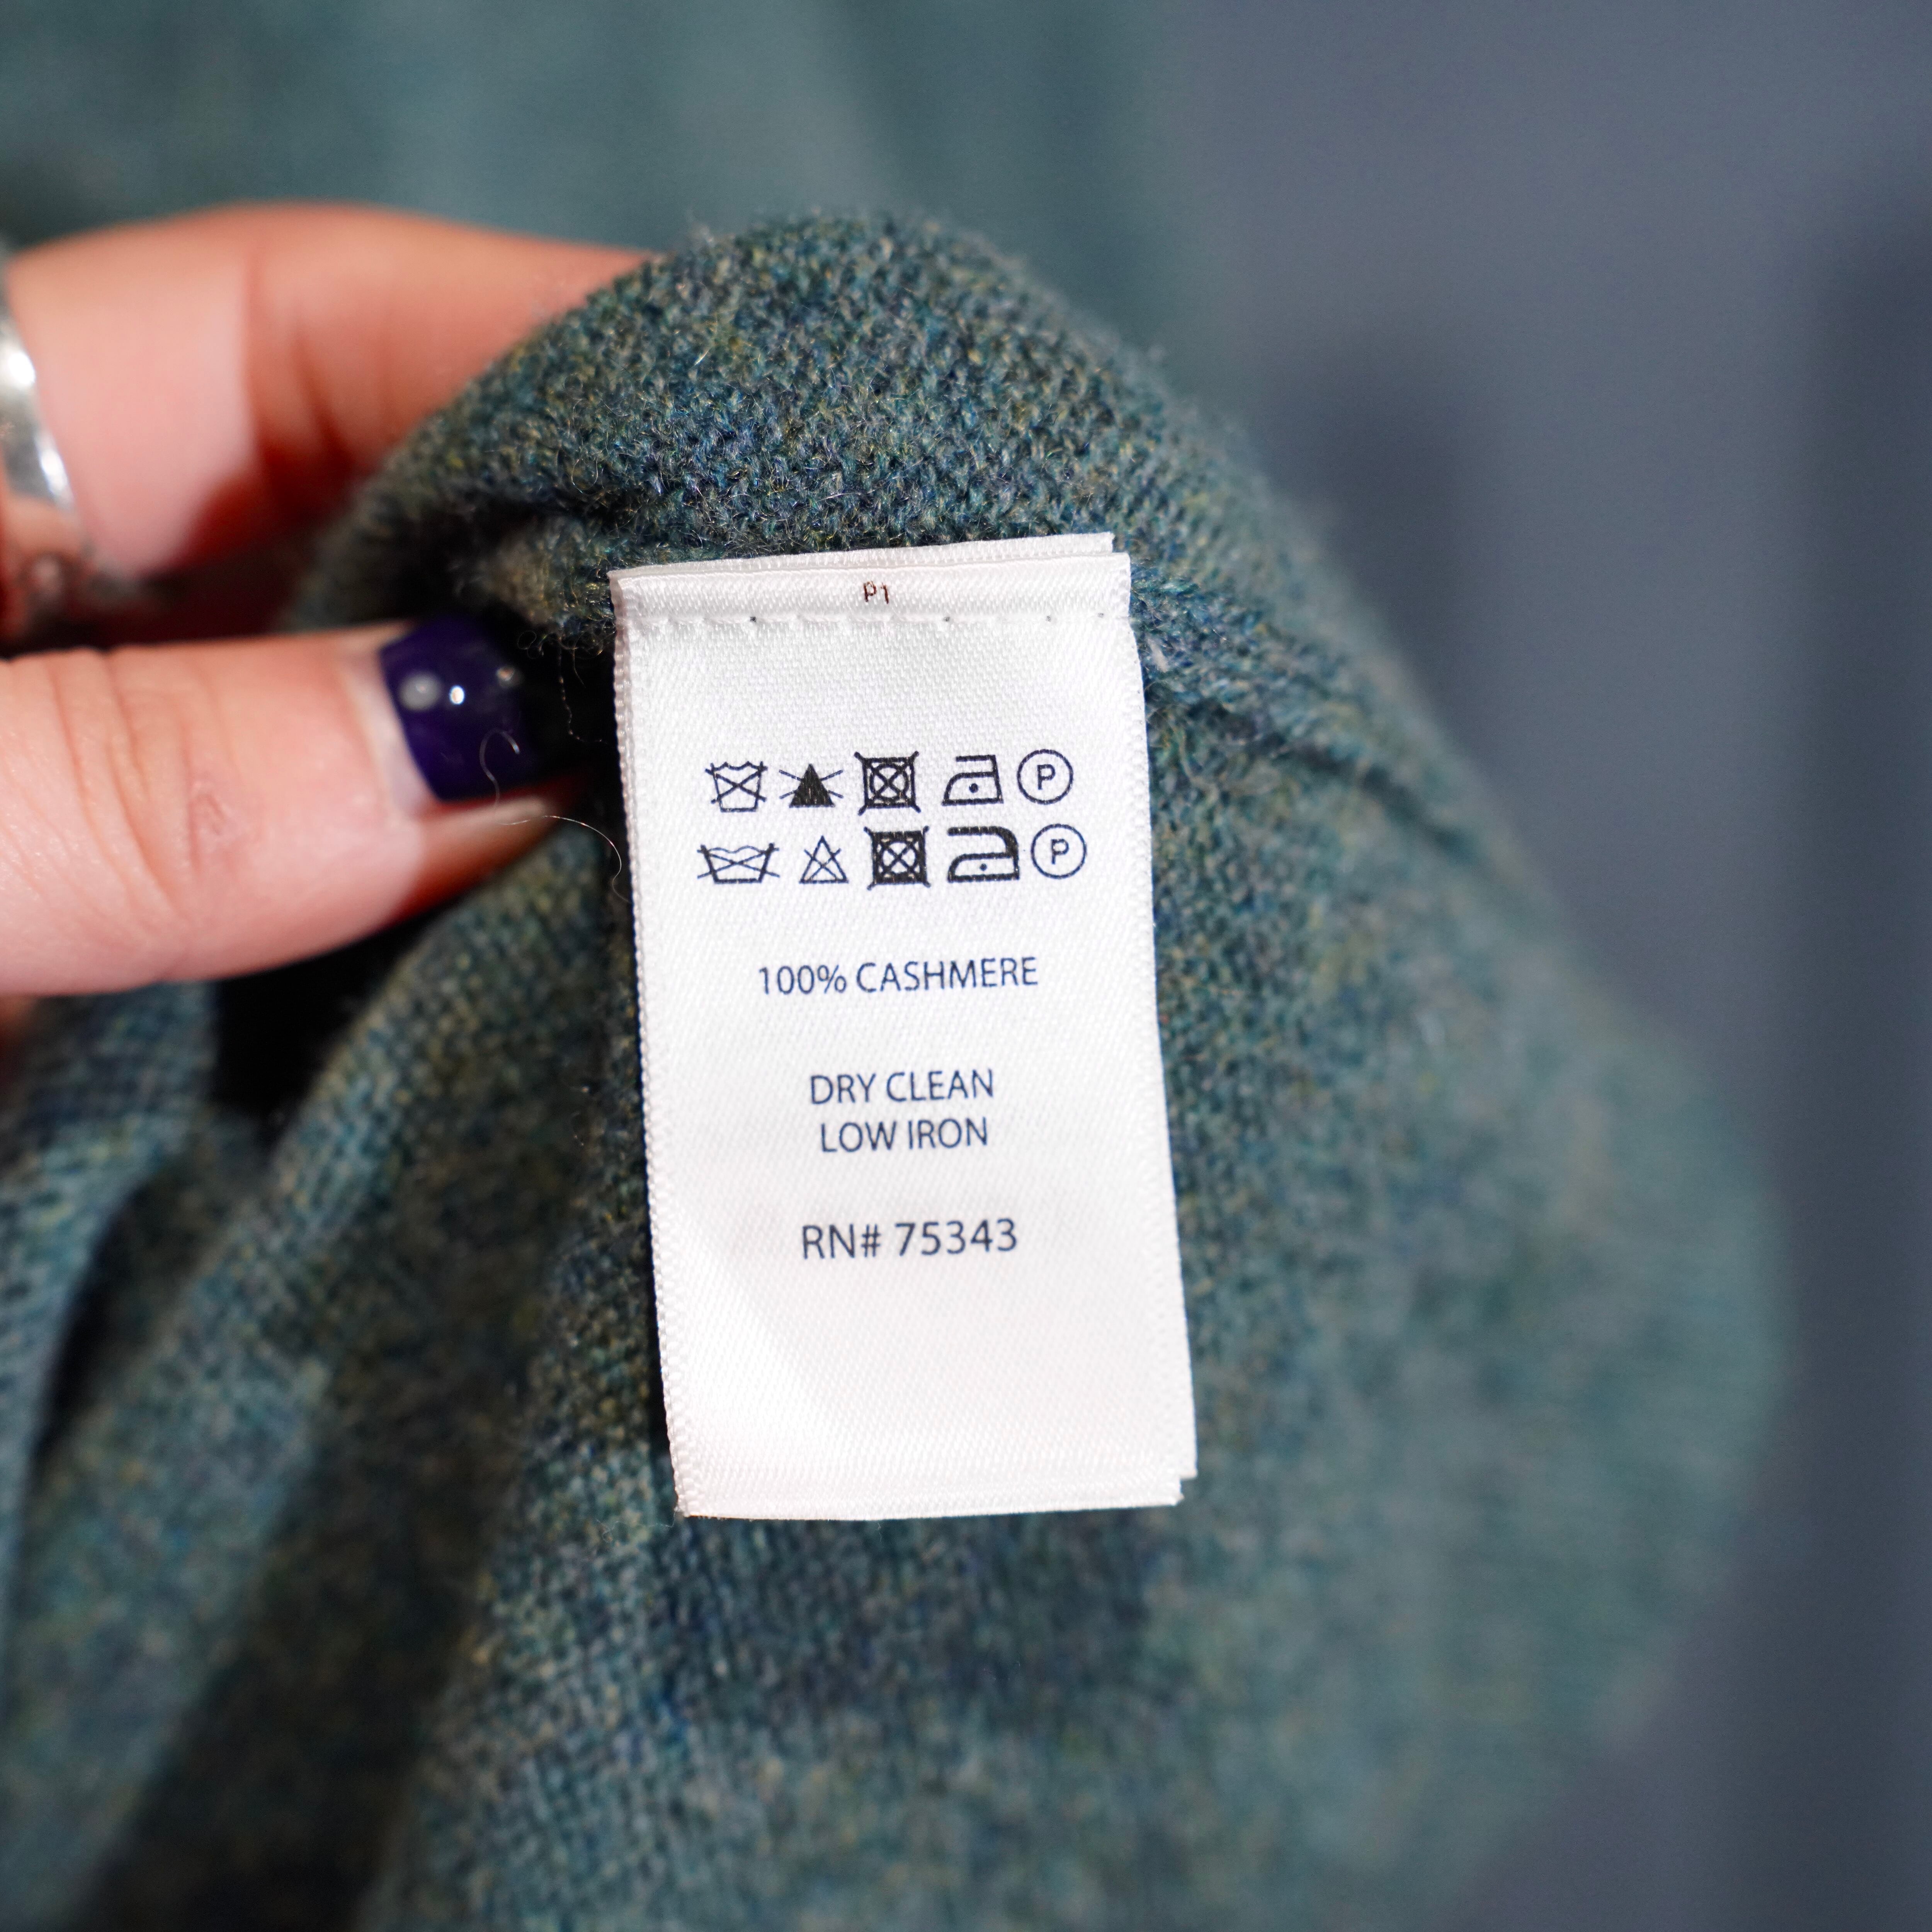 P1
P
P
100% CASHMERE
DRY CLEAN
LOW IRON
RN# 75343